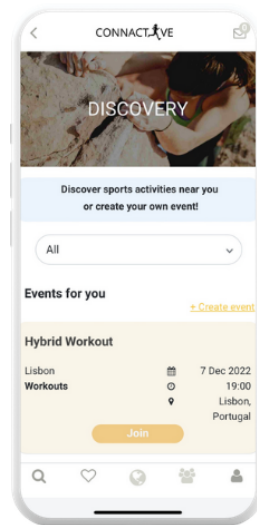 CONNACTIVE
0
DISCOVERY
Discover sports activities near you
or create your own event!
All
Events for you
+ Create event
Hybrid Workout
Lisbon
7 Dec 2022
Workouts
19:00
Lisbon,
Portugal
Join